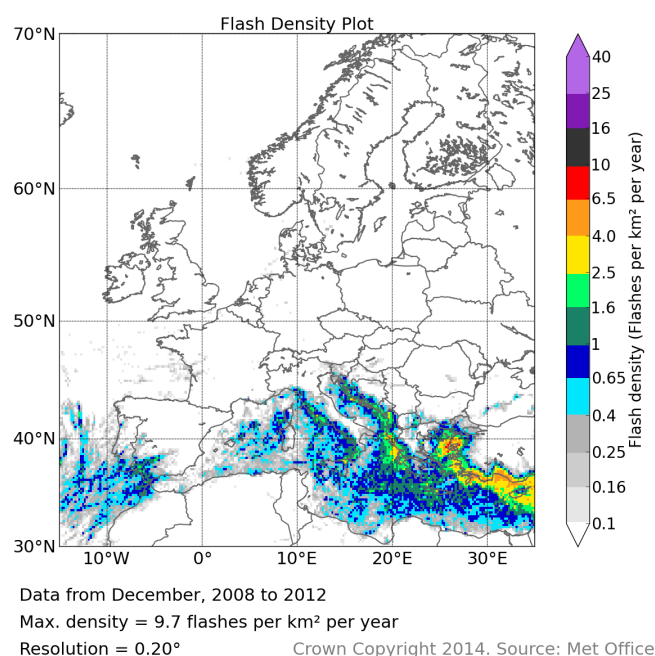 Flash Density Plot
70°N
60°N
50°N
40°N
30°N
10°W 0° 10°E 20°E 30°E
40
25
16
10
6.5
4.0
2.5
1.6
1
0.65
0.4
0.25
0.16
0.1
Flash density (Flashes per km² per year)
Data from December, 2008 to 2012
Max. density = 9.7 flashes per km² per year
Resolution = 0.20°
Crown Copyright 2014. Source: Met Office